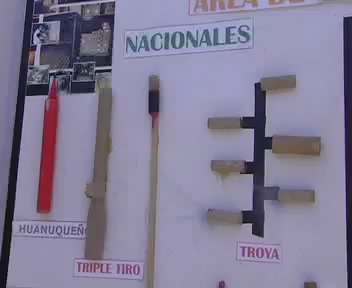 ÁREA DE
NACIONALES
HUANUQUEÑO
TRIPLE TIRO
TROYA